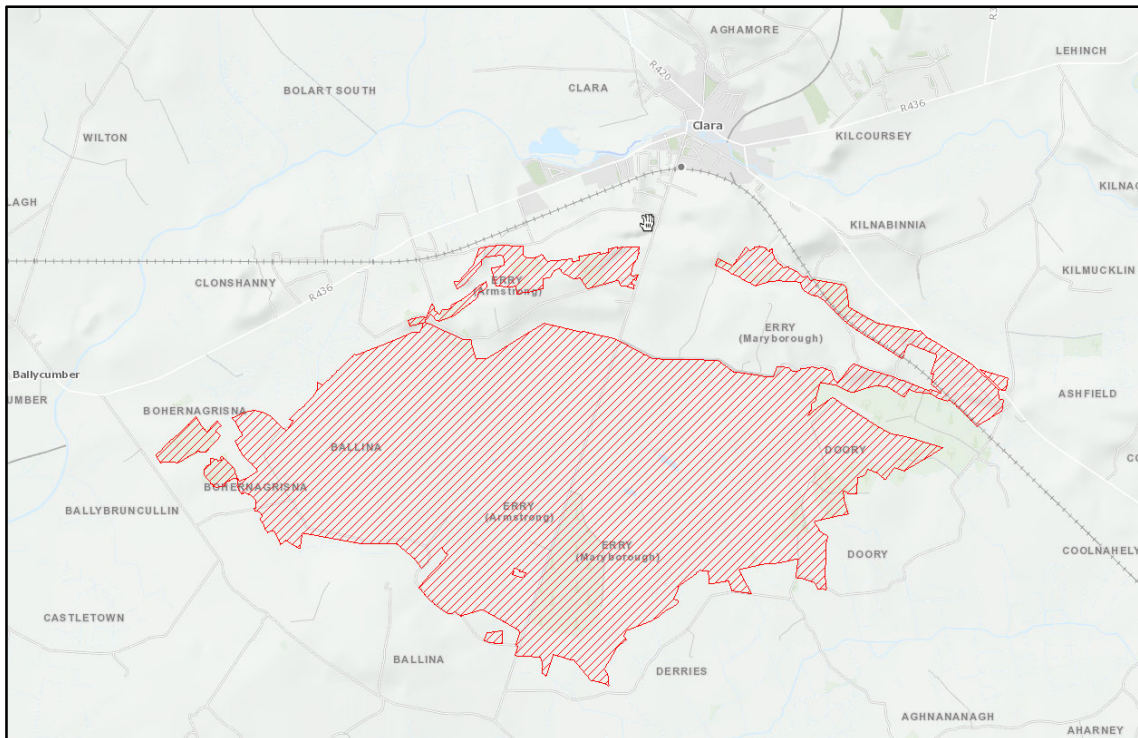 AGHAMORE
R3
LEHINCH
R420
BOLART SOUTH
CLARA
R436
Clara
WILTON
KILCOURSEY
KILNAG
LAGH
KILNABINNIA
KILMUCKLIN
CLONSHANNY
ERRY
(Armstrong)
R436
ERRY
(Maryborough)
Ballycumber
UMBER
ASHFIELD
BOHERNAGRISNA
BALLINA
DOORY
CO
BOHERNAGRISNA
BALLYBRUNCULLIN
ERRY
(Armstrong)
ERRY
(Maryborough)
DOORY
COOLNAHELY
CASTLETOWN
BALLINA
DERRIES
AGHNANANAGH
AHARNEY